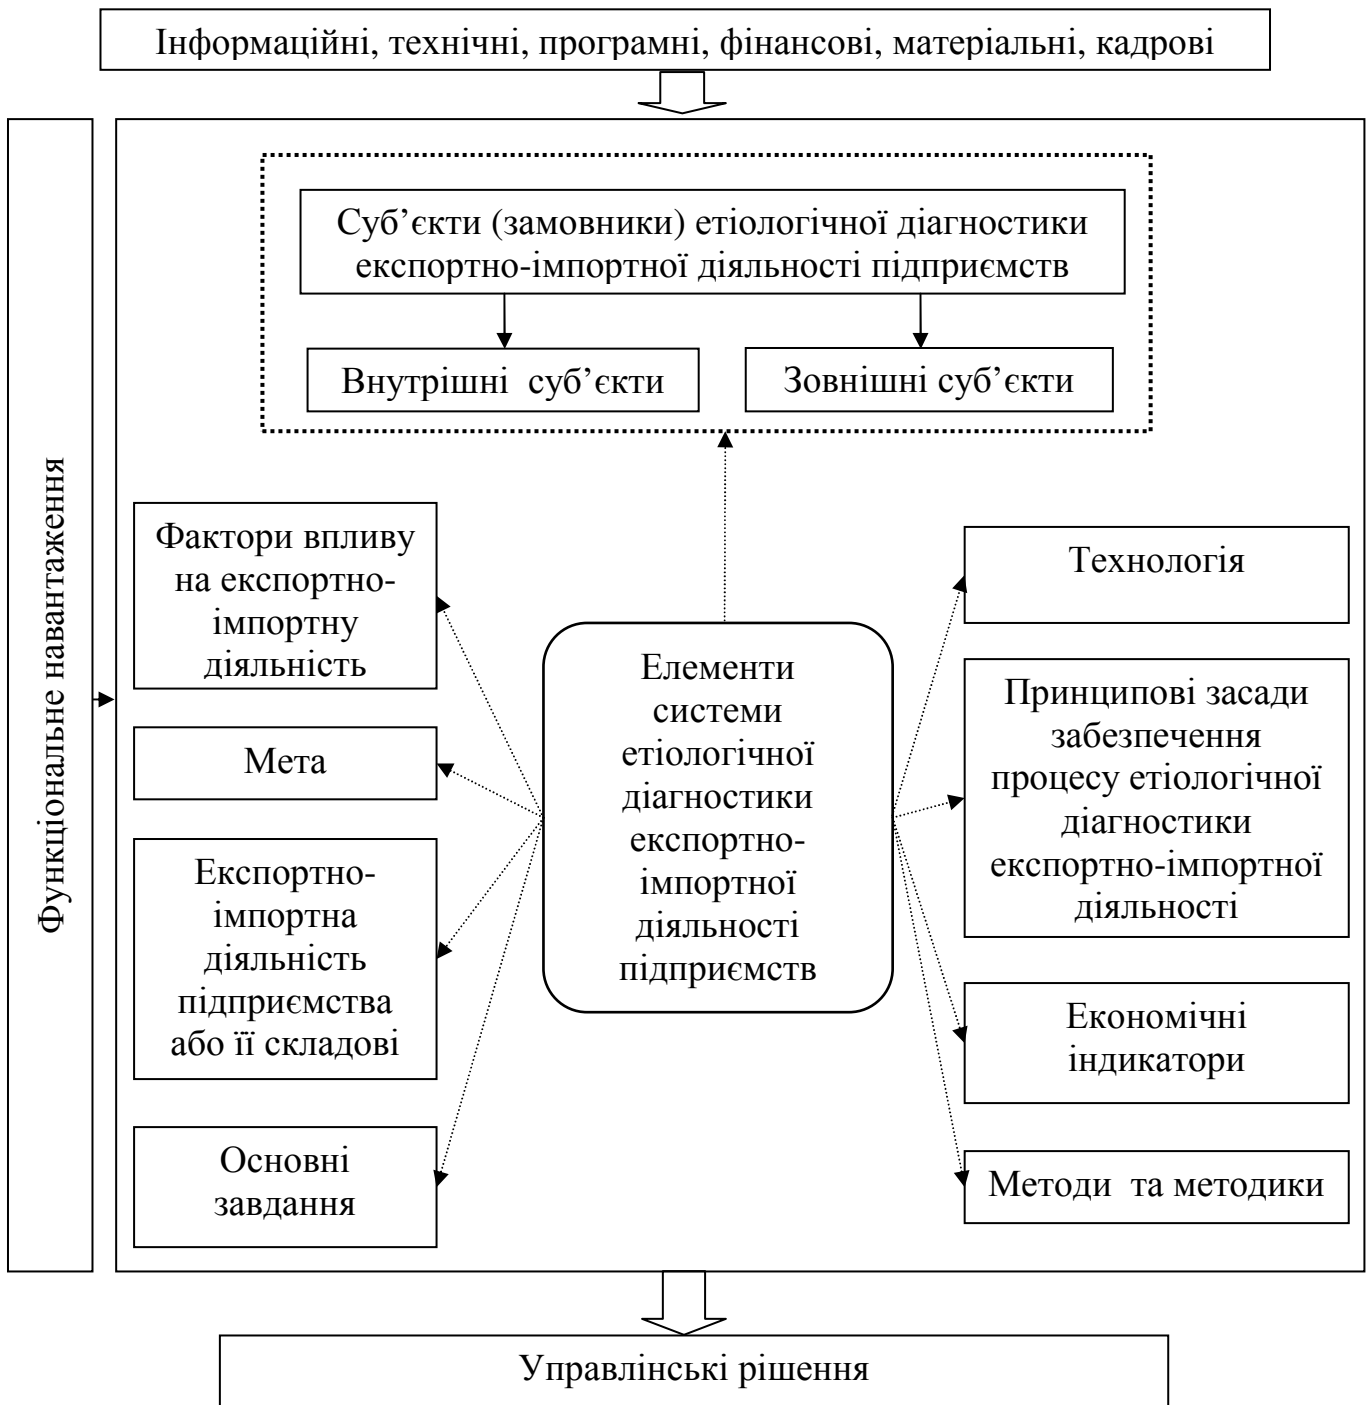 Інформаційні, технічні, програмні, фінансові, матеріальні, кадрові
Функціональне навантаження
Суб’єкти (замовники) етіологічної діагностики
експортно-імпортної діяльності підприємств
Внутрішні суб’єкти
Зовнішні суб’єкти
Фактори впливу
на експортно-
імпортну
діяльність
Мета
Експортно-
імпортна
діяльність
підприємства
або її складові
Основні
завдання
Елементи
системи
етіологічної
діагностики
експортно-
імпортної
діяльності
підприємств
Технологія
Принципові засади
забезпечення
процесу етіологічної
діагностики
експортно-імпортної
діяльності
Економічні
індикатори
Методи та методики
Управлінські рішення